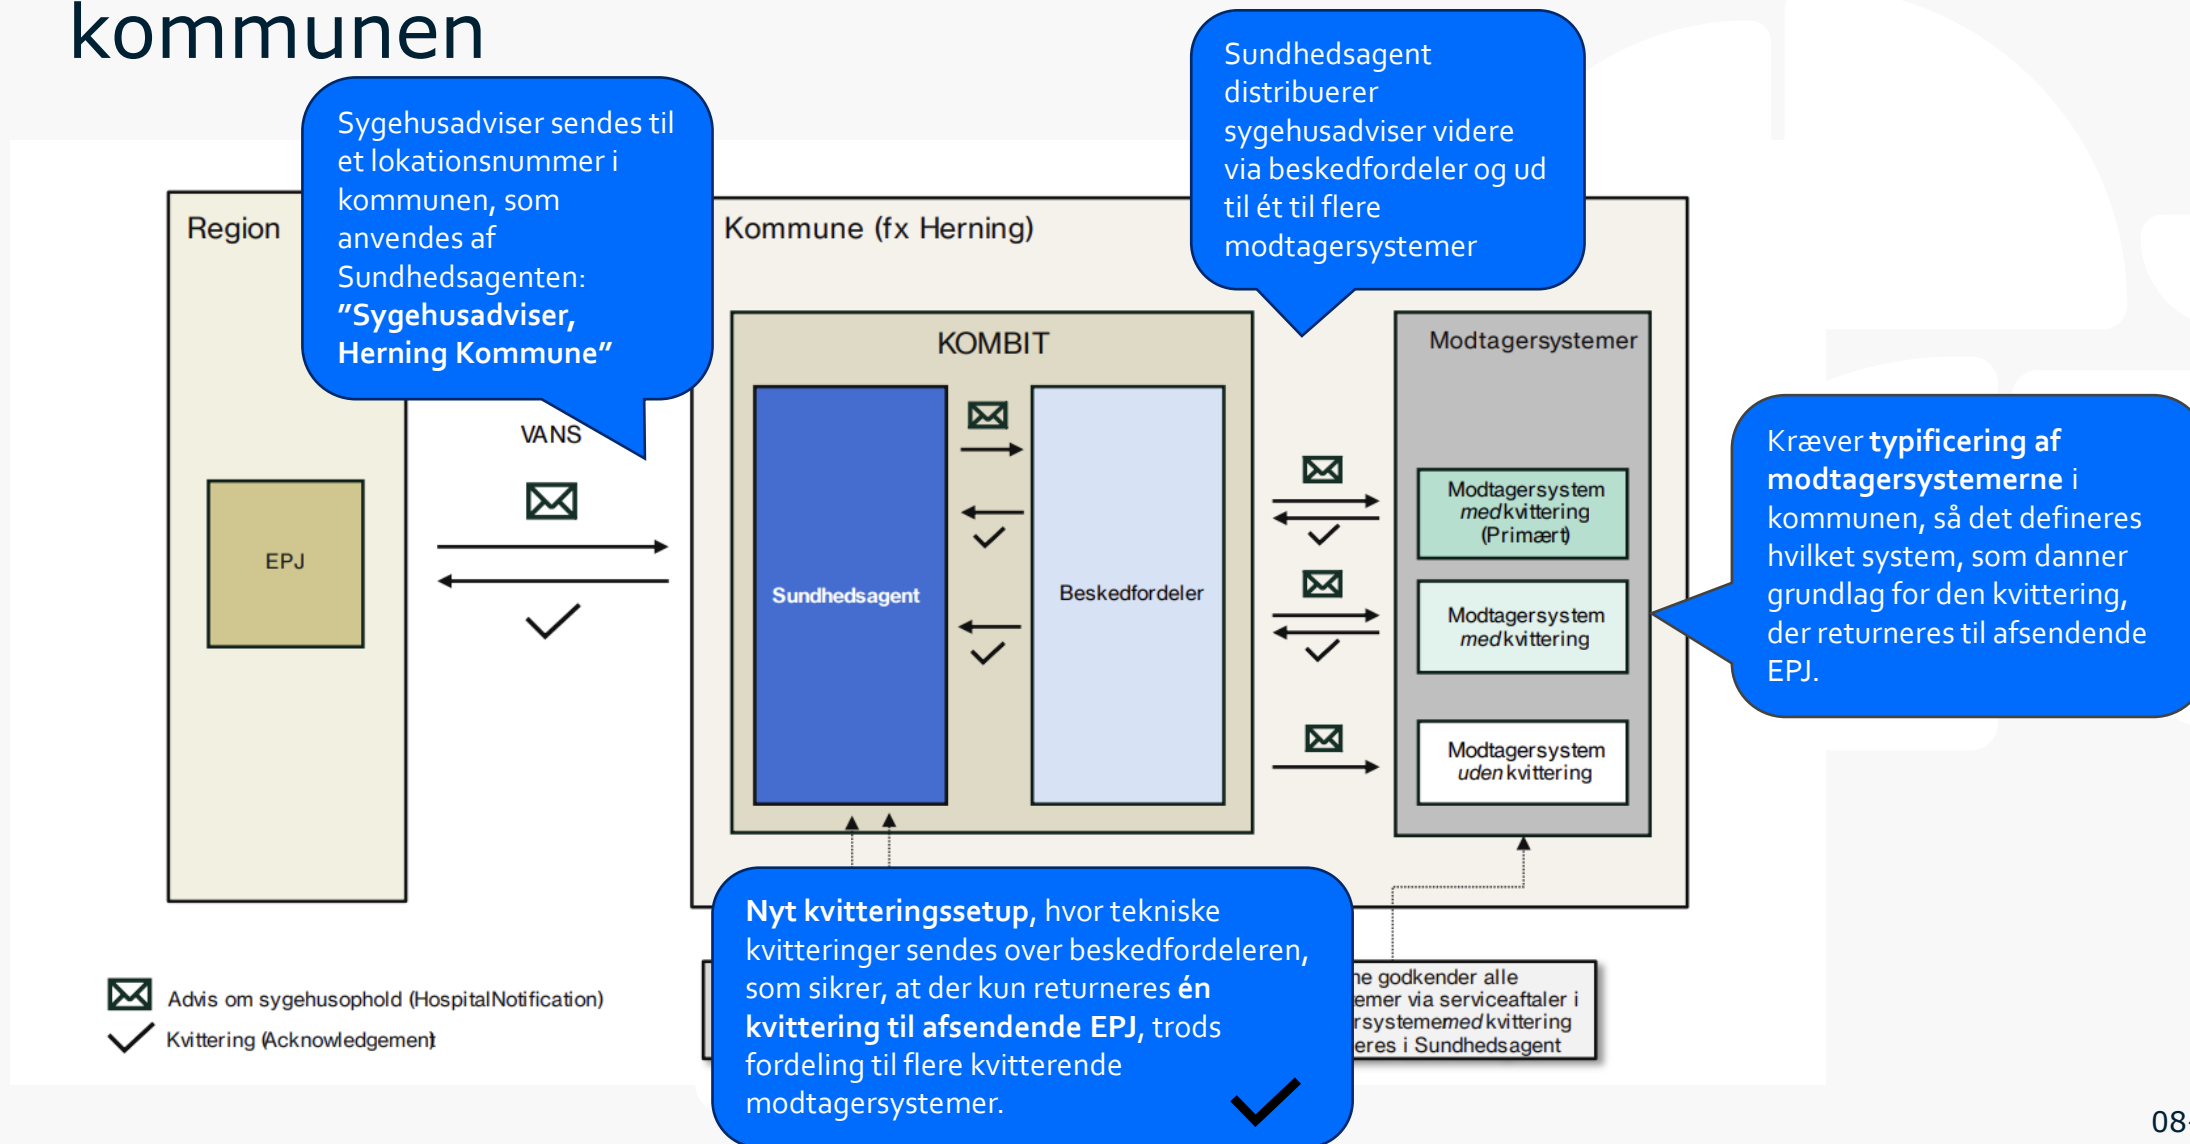 kommunen
Sygehusadviser sendes til
et lokationsnummer i
kommunen, som
anvendes af
Sundhedsagenten:
”Sygehusadviser,
Herning Kommune”
Sundhedsagent
distribuerer
sygehusadviser videre
via beskedfordeler og ud
til ét til flere
modtagersystemer
Region
Kommune (fx Herning)
KOMBIT
Modtagersystemer
VANS
EPJ
Sundhedsagent
Beskedfordeler
Modtagersystem
med kvittering
(Primært)
Modtagersystem
med kvittering
Modtagersystem
uden kvittering
Kræver typificering af
modtagersystemerne i
kommunen, så det defineres
hvilket system, som danner
grundlag for den kvittering,
der returneres til afsendende
EPJ.
Nyt kvitteringssetup, hvor tekniske
kvitteringer sendes over beskedfordeleren,
som sikrer, at der kun returneres én
kvittering til afsendende EPJ, trods
fordeling til flere kvitterende
modtagersystemer.
godkender alle
via serviceaftaler i
med kvittering
i Sundhedsagent
Advis om sygehusophold (HospitalNotification)
Kvittering (Acknowledgement)
08-